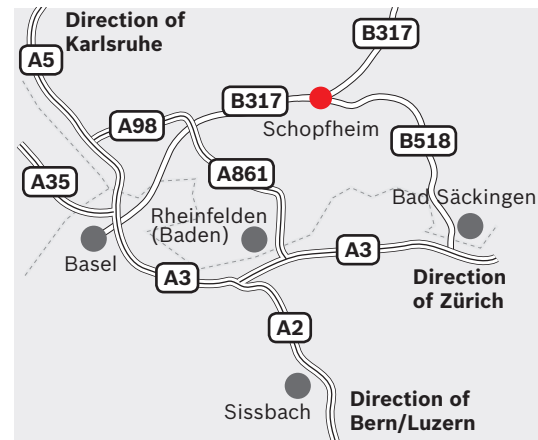 Direction of
Karlsruhe
B317
A5
B317
A98
Schopfheim
B518
A35
A861
Bad Säckingen
Rheinfelden
(Baden)
Basel
A3
A3
Direction
of Zürich
A2
Sissbach
Direction of
Bern/Luzern